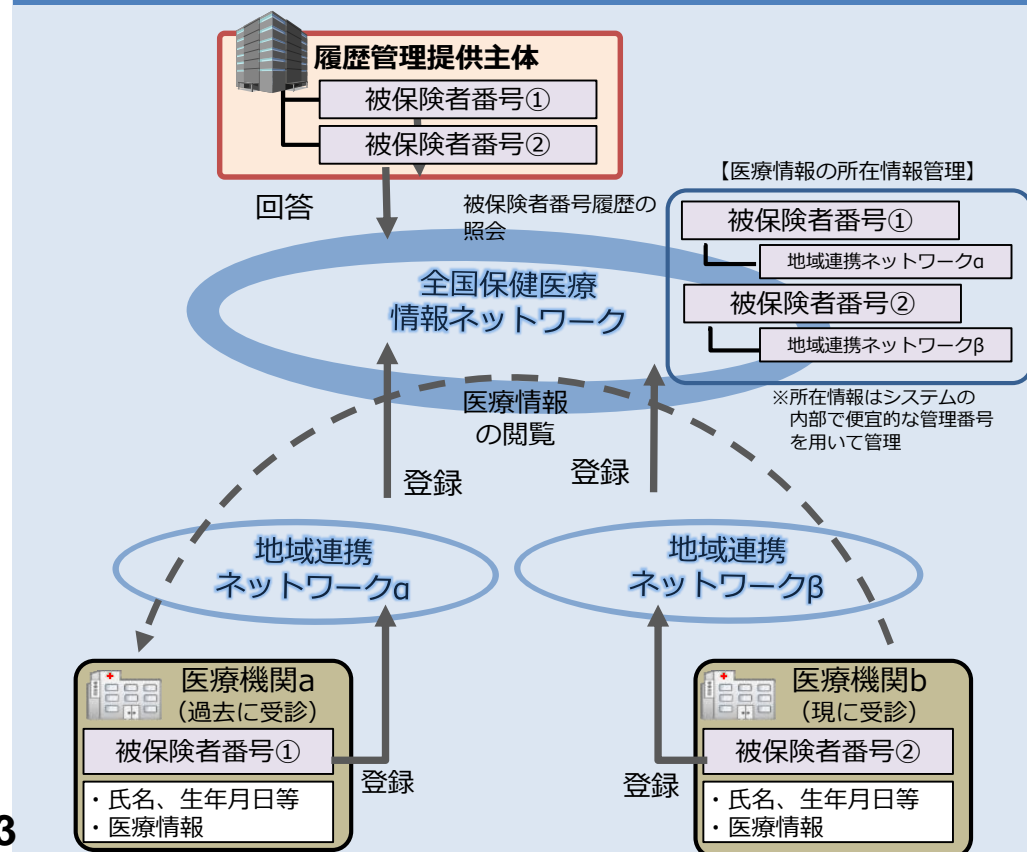 履歴管理提供主体
被保険者番号①
被保険者番号②
回答
被保険者番号履歴の
照会
【医療情報の所在情報管理】
被保険者番号①
地域連携ネットワークα
被保険者番号②
地域連携ネットワークβ
※所在情報はシステムの
内部で便宜的な管理番号
を用いて管理
全国保健医療
情報ネットワーク
医療情報
の閲覧
登録
登録
地域連携
ネットワークα
地域連携
ネットワークβ
医療機関a
（過去に受診）
被保険者番号①
・氏名、生年月日等
・医療情報
登録
医療機関b
（現に受診）
被保険者番号②
・氏名、生年月日等
・医療情報
登録
3